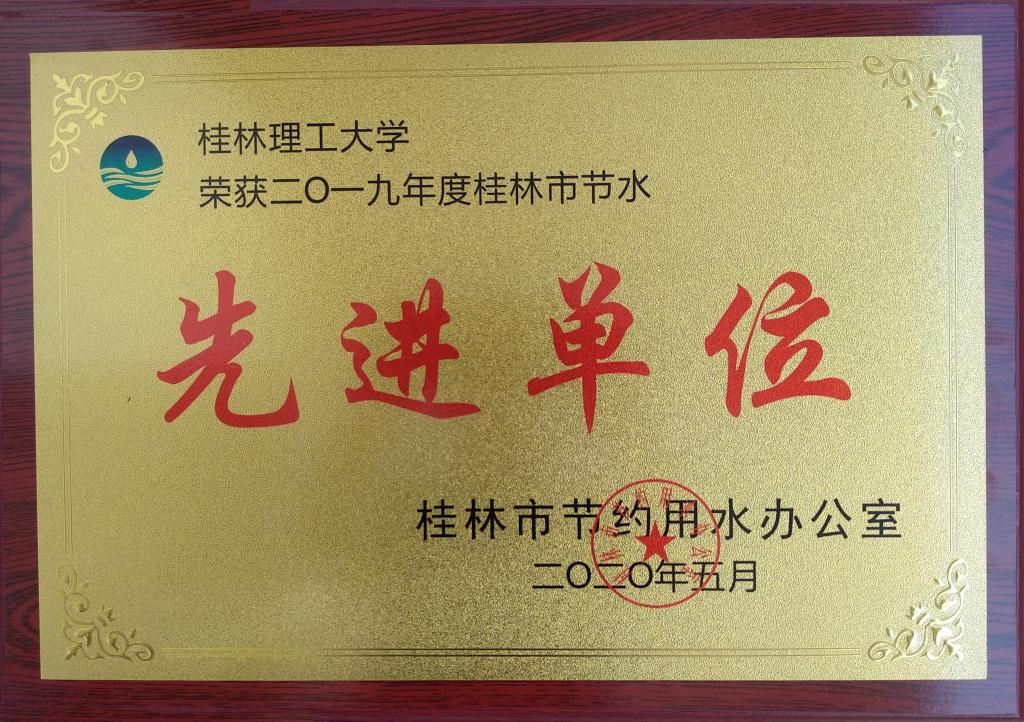 桂林理工大学
荣获二〇一九年度桂林市节水
先进单位
桂林市节约用水办公室
二〇二〇年五月